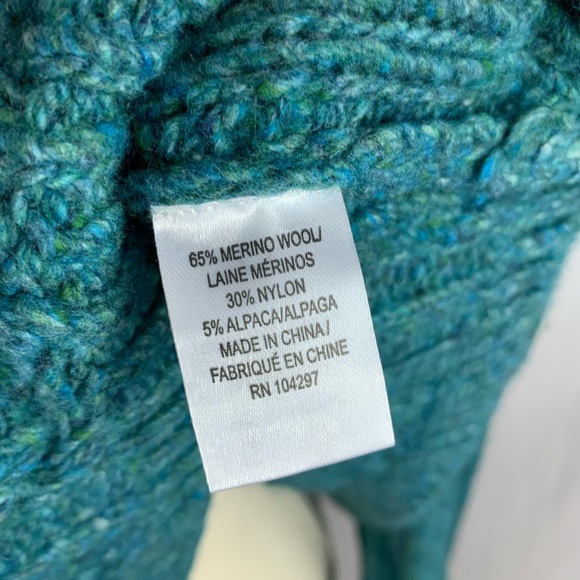 65% MERINO WOOL/
LAINE MÉRINOS
30% NYLON
5% ALPACA/ALPAGA
MADE IN CHINA/
FABRIQUÉ EN CHINE
RN 104297